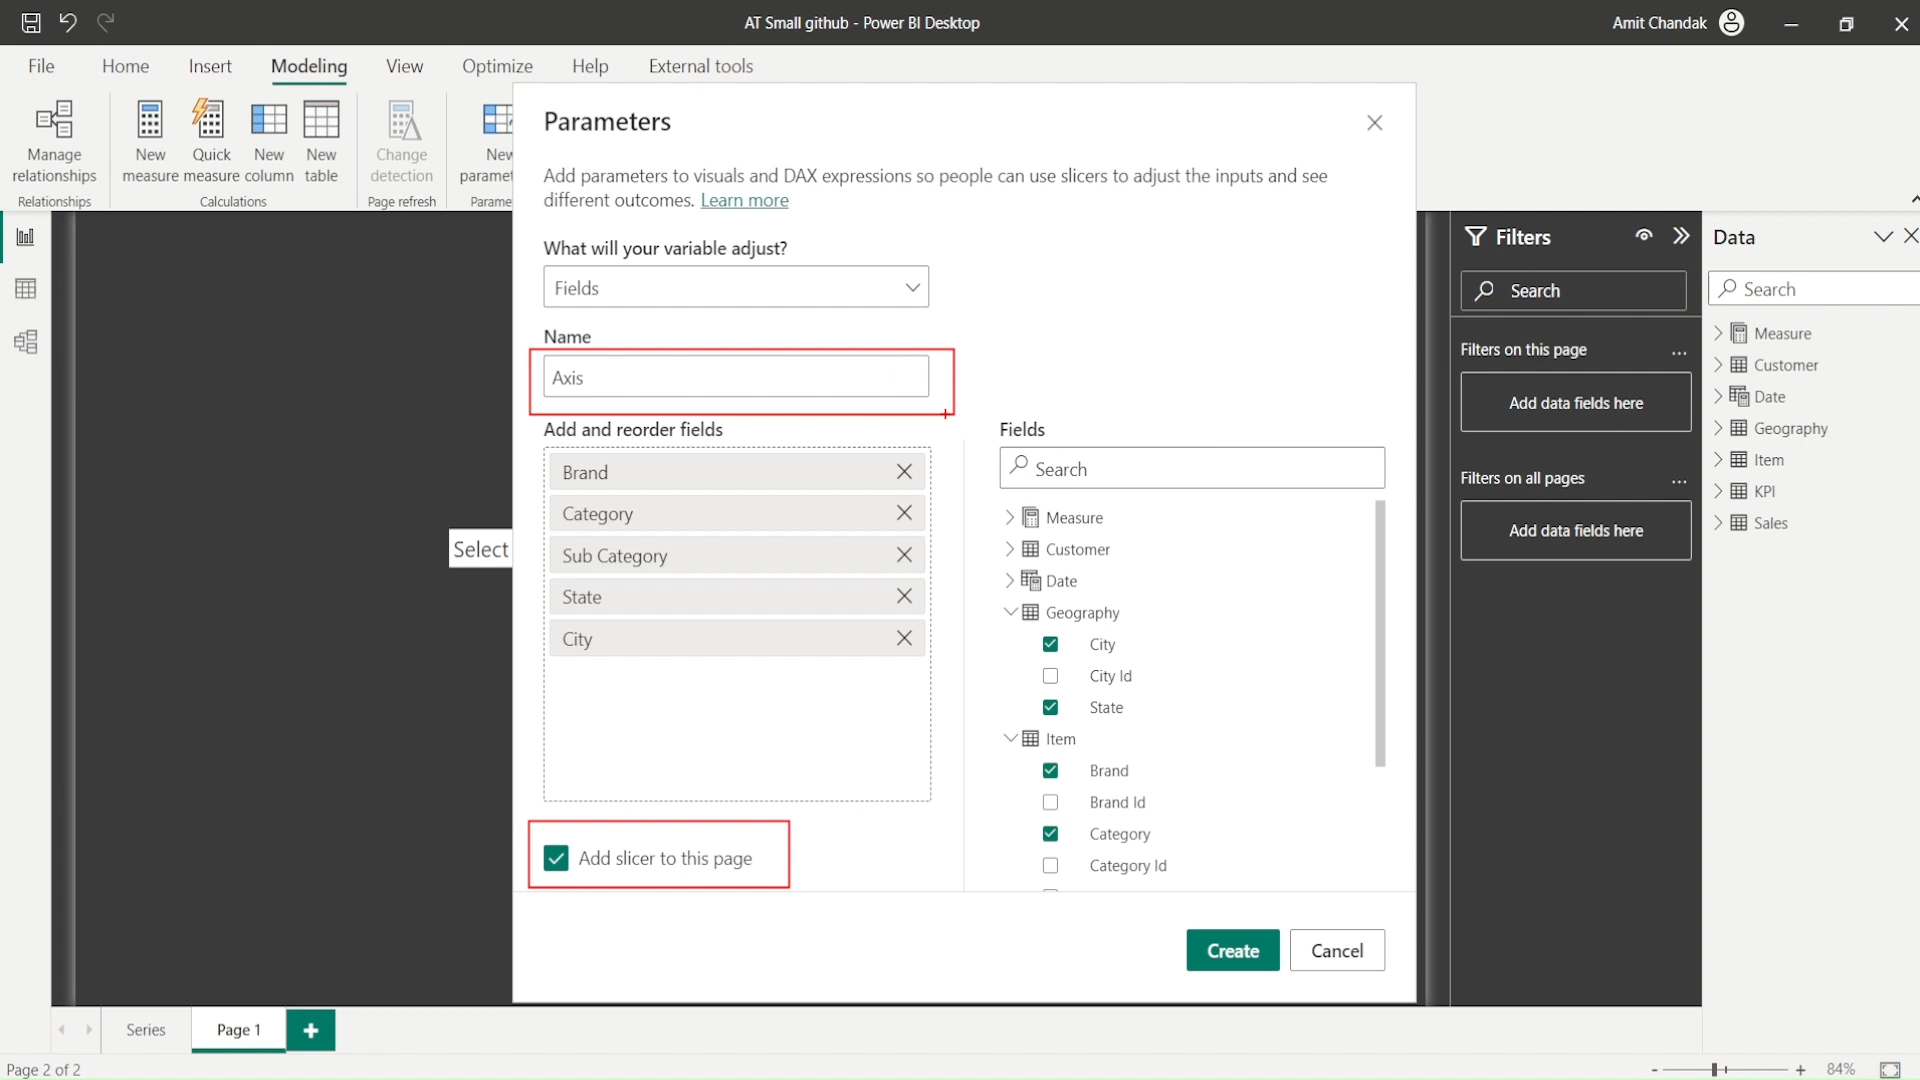 AT Small github - Power BI Desktop
Amit Chandak
File
Home
Insert
Modeling
View
Optimize
Help
External tools
Manage
relationships
New
measure
Quick
measure
New
column
New
table
Change
detection
New
paramet
Relationships
Calculations
Page refresh
Parame
Parameters
Add parameters to visuals and DAX expressions so people can use slicers to adjust the inputs and see
different outcomes. Learn more
What will your variable adjust?
Fields
Name
Axis
Add and reorder fields
Brand
Category
Sub Category
State
City
Add slicer to this page
Fields
Search
Measure
Customer
Date
Geography
City
City Id
State
Item
Brand
Brand Id
Category
Category Id
Create
Cancel
Select
Filters
Search
Filters on this page
...
Add data fields here
Filters on all pages
...
Add data fields here
Data
Search
Measure
Customer
Date
Geography
Item
KPI
Sales
Series
Page 1
Page 2 of 2
- + 84%